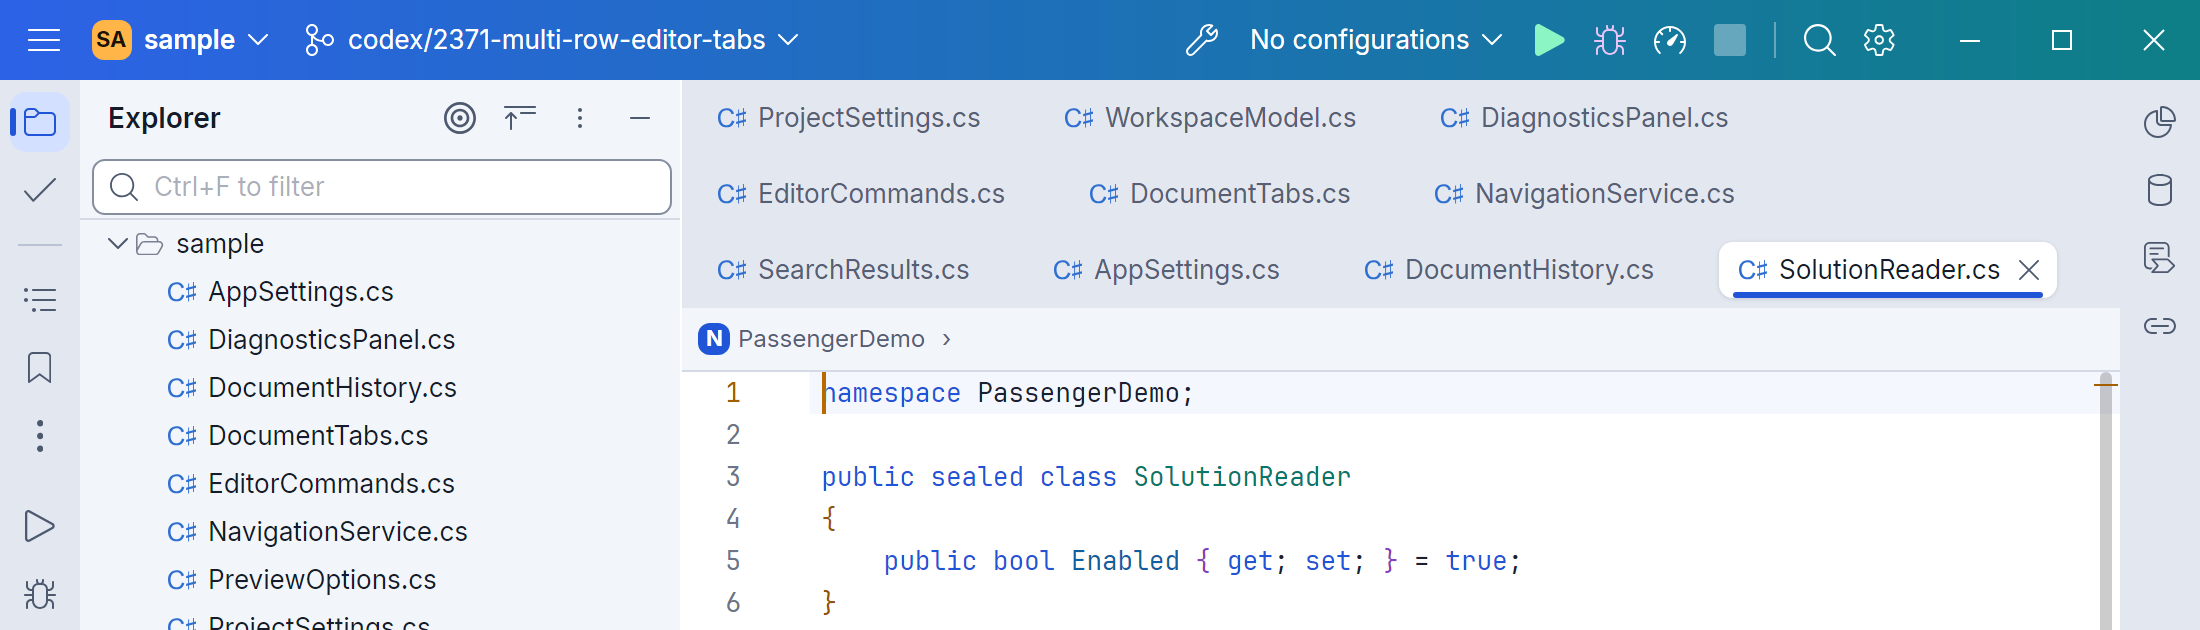 SA sample codex/2371-multi-row-editor-tabs No configurations
Explorer
Ctrl+F to filter
sample
C# AppSettings.cs
C# DiagnosticsPanel.cs
C# DocumentHistory.cs
C# DocumentTabs.cs
C# EditorCommands.cs
C# NavigationService.cs
C# PreviewOptions.cs
C# ProjectSettings.cs
C# ProjectSettings.cs C# WorkspaceModel.cs C# DiagnosticsPanel.cs
C# EditorCommands.cs C# DocumentTabs.cs C# NavigationService.cs
C# SearchResults.cs C# AppSettings.cs C# DocumentHistory.cs C# SolutionReader.cs
N PassengerDemo ›
1 namespace PassengerDemo;
2
3 public sealed class SolutionReader
4 {
5 public bool Enabled { get; set; } = true;
6 }